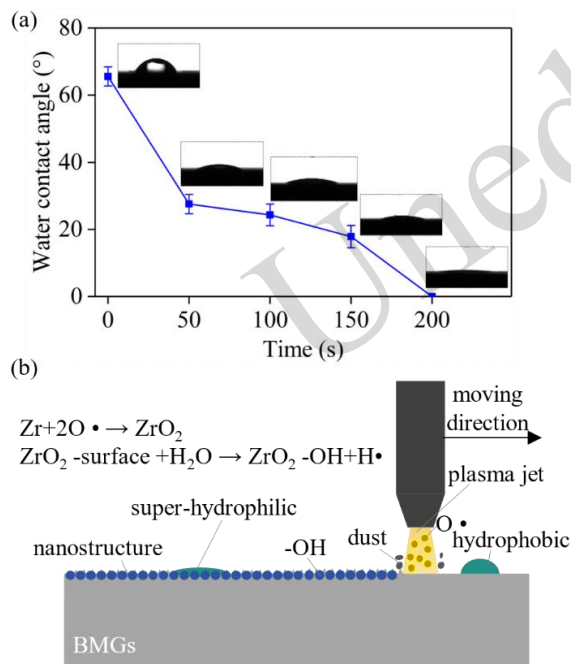 (a)
80
60
40
20
0
Water contact angle (°)
0 50 100 150 200
Time (s)
Uned
(b)
moving
direction
Zr+2O • → ZrO₂
ZrO₂ -surface +H₂O → ZrO₂ -OH+H•
plasma jet
super-hydrophilic
O •
dust
hydrophobic
nanostructure
-OH
BMGs